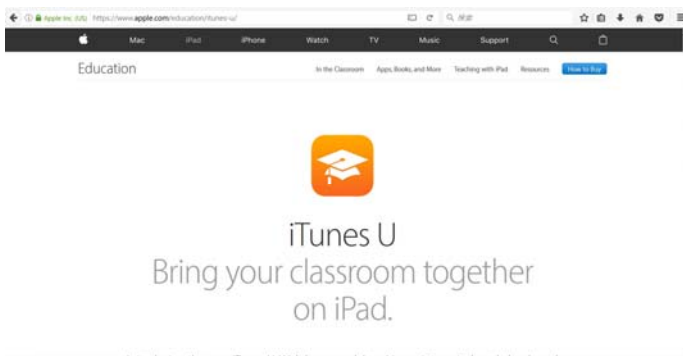 Apple Inc. (US) https://www.apple.com/education/itunes-u/
Mac iPad iPhone Watch TV Music Support
Education In the Classroom Apps, Books, and More Teaching with iPad Resources How to Buy
iTunes U
Bring your classroom together
on iPad.